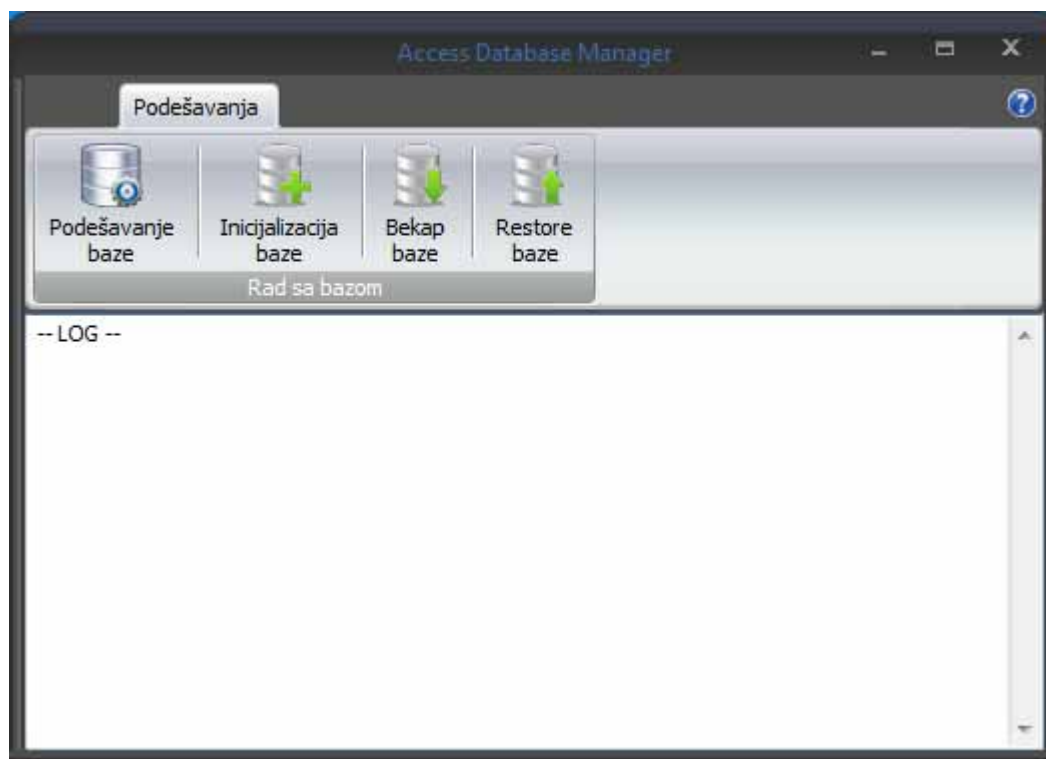 Access Database Manager
Podešavanja
Podešavanje
baze
Inicijalizacija
baze
Bekap
baze
Restore
baze
Rad sa bazom
-- LOG --